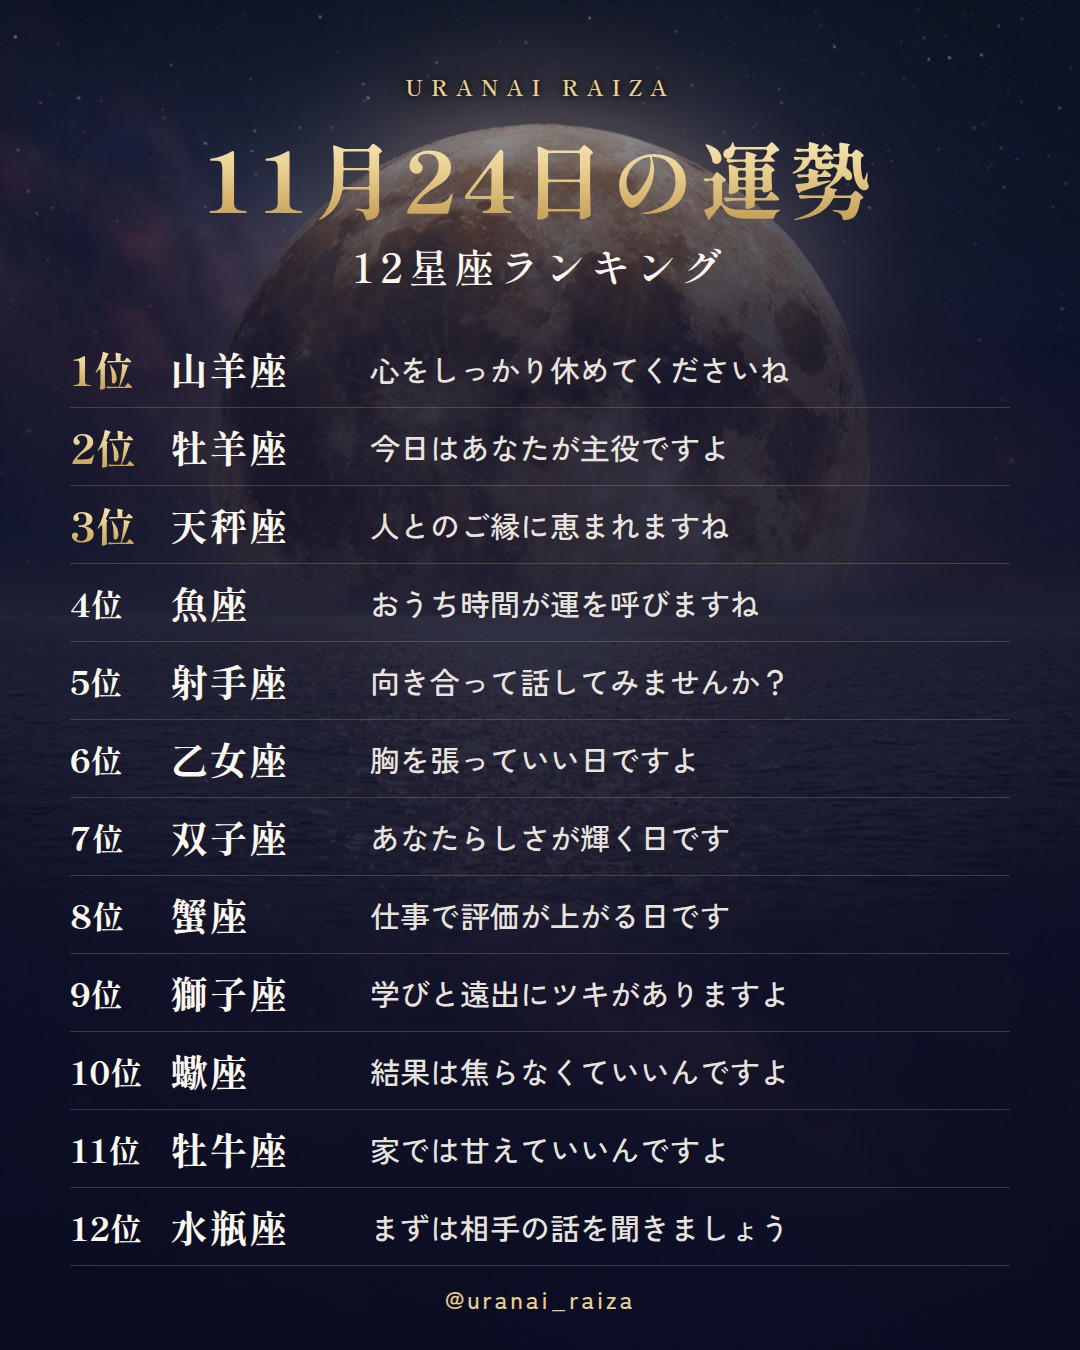 URANAI RAIZA
11月24日の運勢
12星座ランキング
1位 山羊座 心をしっかり休めてくださいね
2位 牡羊座 今日はあなたが主役ですよ
3位 天秤座 人とのご縁に恵まれますね
4位 魚座 おうち時間が運を呼びますね
5位 射手座 向き合って話してみませんか？
6位 乙女座 胸を張っていい日ですよ
7位 双子座 あなたらしさが輝く日です
8位 蟹座 仕事で評価が上がる日です
9位 獅子座 学びと遠出にツキがありますよ
10位 蠍座 結果は焦らなくていいんですよ
11位 牡牛座 家では甘えていいんですよ
12位 水瓶座 まずは相手の話を聞きましょう
@uranai_raiza